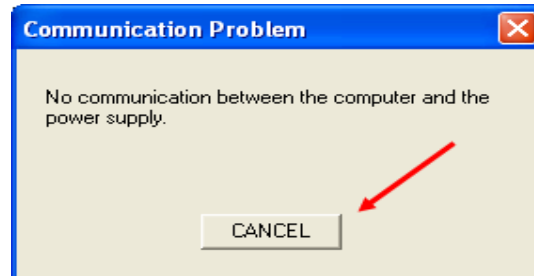 Communication Problem
No communication between the computer and the
power supply.
CANCEL